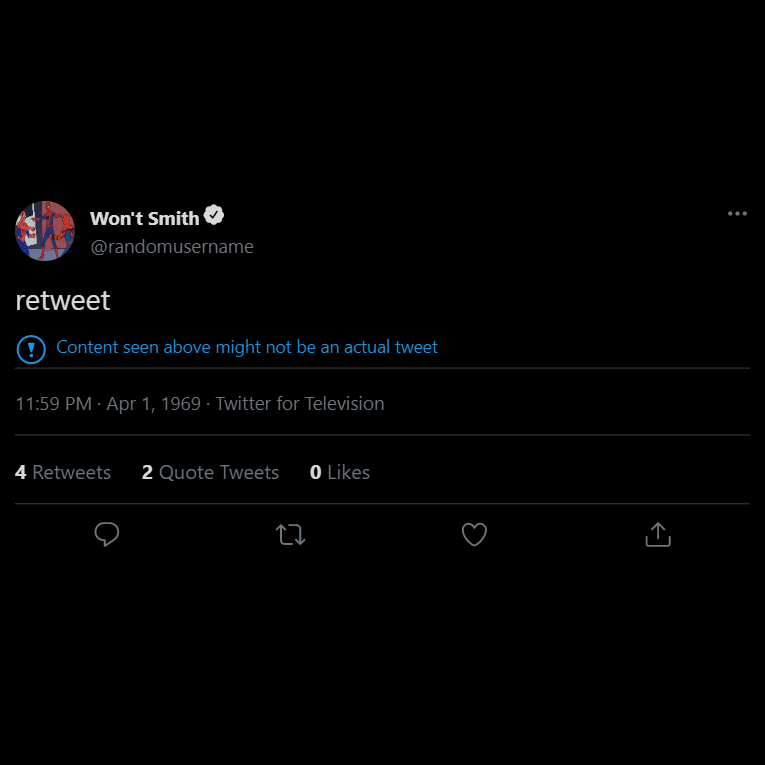 Won't Smith
@randomusername
retweet
Content seen above might not be an actual tweet
11:59 PM · Apr 1, 1969 · Twitter for Television
4 Retweets 2 Quote Tweets 0 Likes